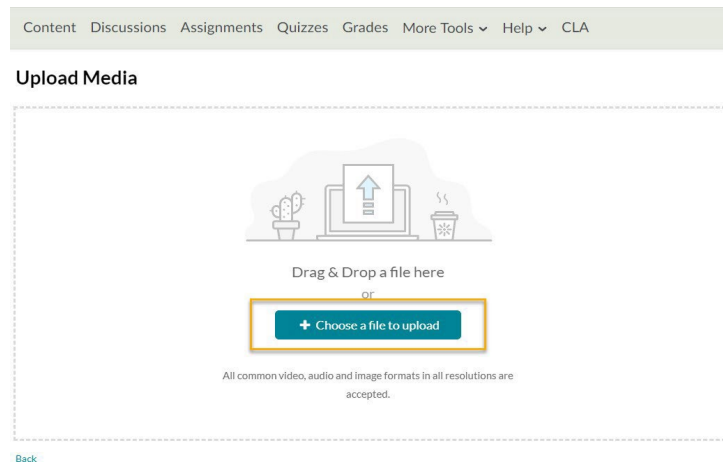 Content Discussions Assignments Quizzes Grades More Tools Help CLA
Upload Media
Drag & Drop a file here
or
+ Choose a file to upload
All common video, audio and image formats in all resolutions are
accepted.
Back